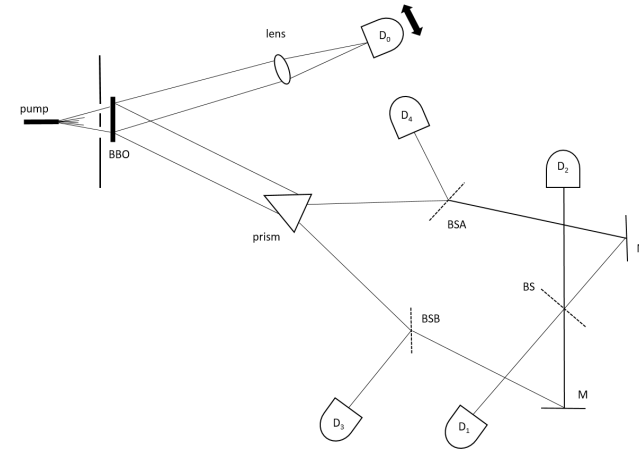 D₀
lens
pump
BBO
D₄
D₂
prism
BSA
BS
BSB
M
D₃
D₁